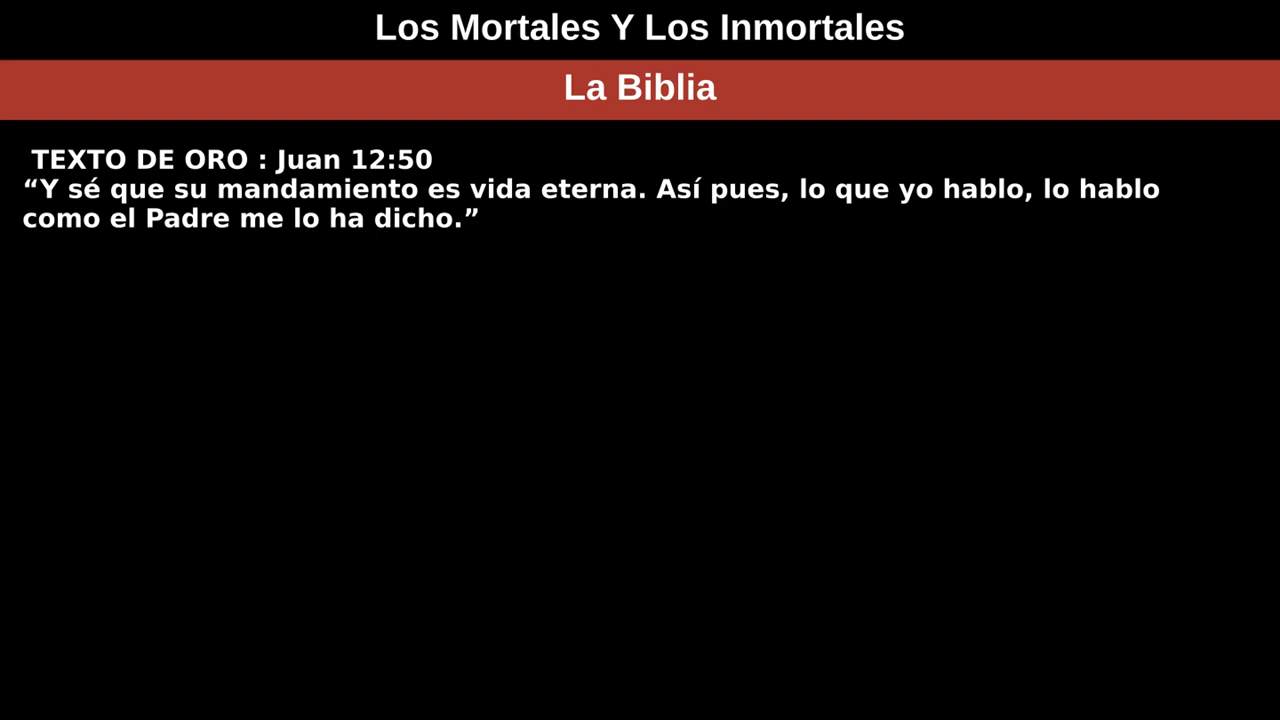 Los Mortales Y Los Inmortales
La Biblia
TEXTO DE ORO : Juan 12:50
“Y sé que su mandamiento es vida eterna. Así pues, lo que yo hablo, lo hablo
como el Padre me lo ha dicho.”